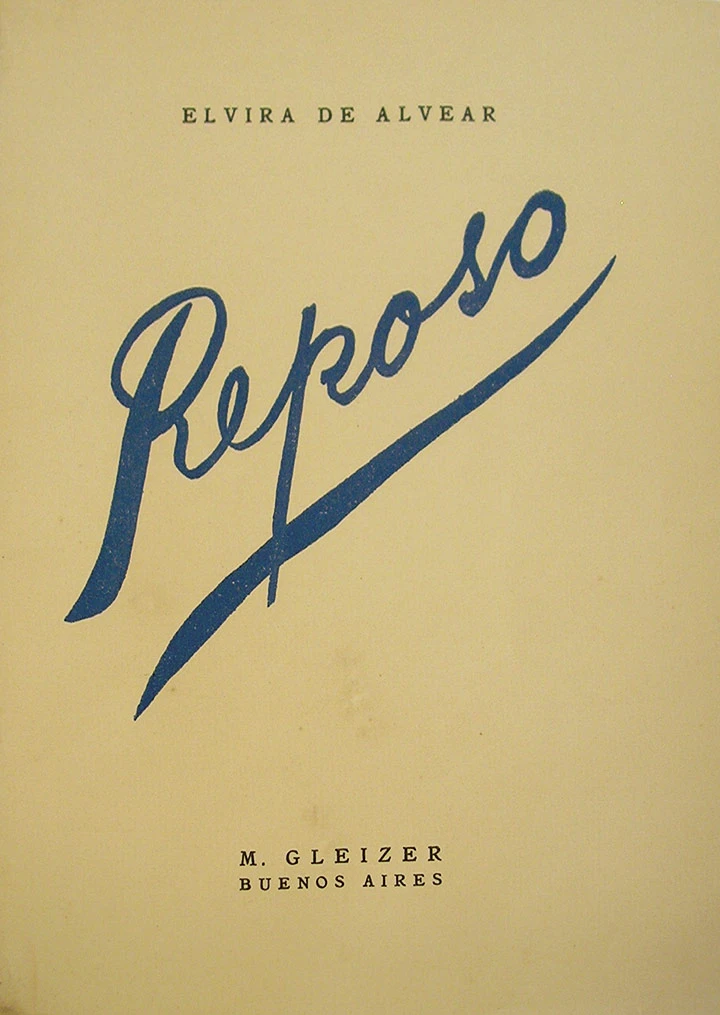 ELVIRA DE ALVEAR
Reposo
M. GLEIZER
BUENOS AIRES